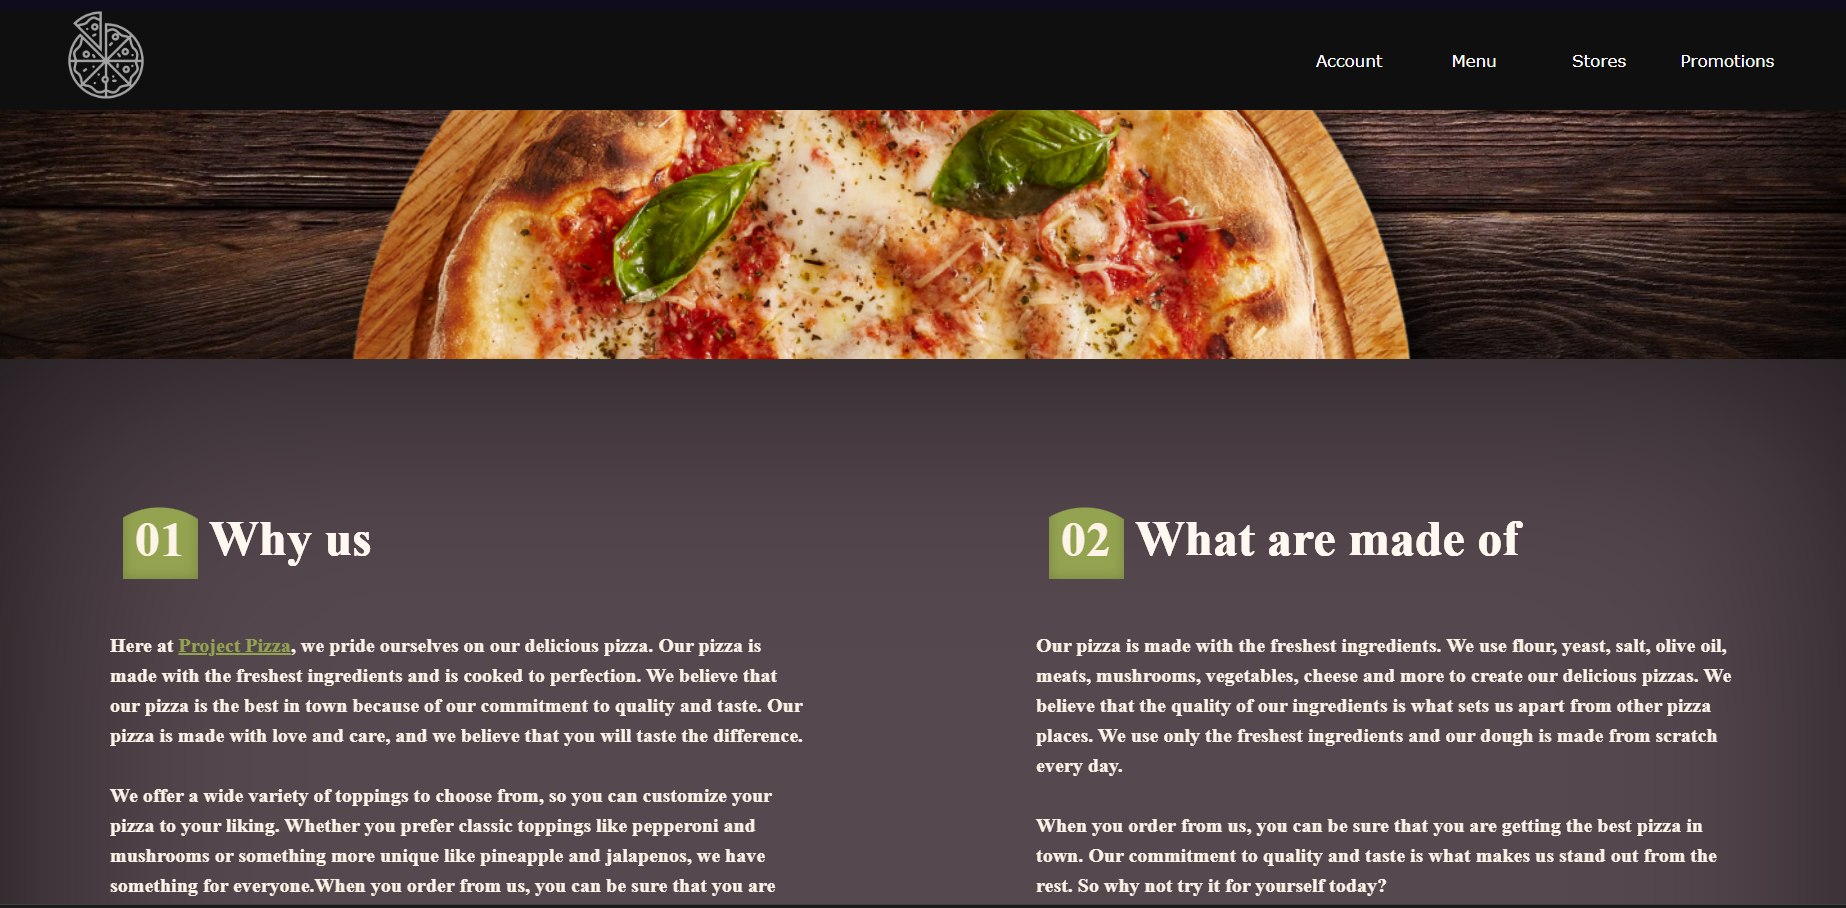 Account Menu Stores Promotions
01 Why us
Here at Project Pizza, we pride ourselves on our delicious pizza. Our pizza is
made with the freshest ingredients and is cooked to perfection. We believe that
our pizza is the best in town because of our commitment to quality and taste. Our
pizza is made with love and care, and we believe that you will taste the difference.
We offer a wide variety of toppings to choose from, so you can customize your
pizza to your liking. Whether you prefer classic toppings like pepperoni and
mushrooms or something more unique like pineapple and jalapenos, we have
something for everyone.When you order from us, you can be sure that you are
02 What are made of
Our pizza is made with the freshest ingredients. We use flour, yeast, salt, olive oil,
meats, mushrooms, vegetables, cheese and more to create our delicious pizzas. We
believe that the quality of our ingredients is what sets us apart from other pizza
places. We use only the freshest ingredients and our dough is made from scratch
every day.
When you order from us, you can be sure that you are getting the best pizza in
town. Our commitment to quality and taste is what makes us stand out from the
rest. So why not try it for yourself today?